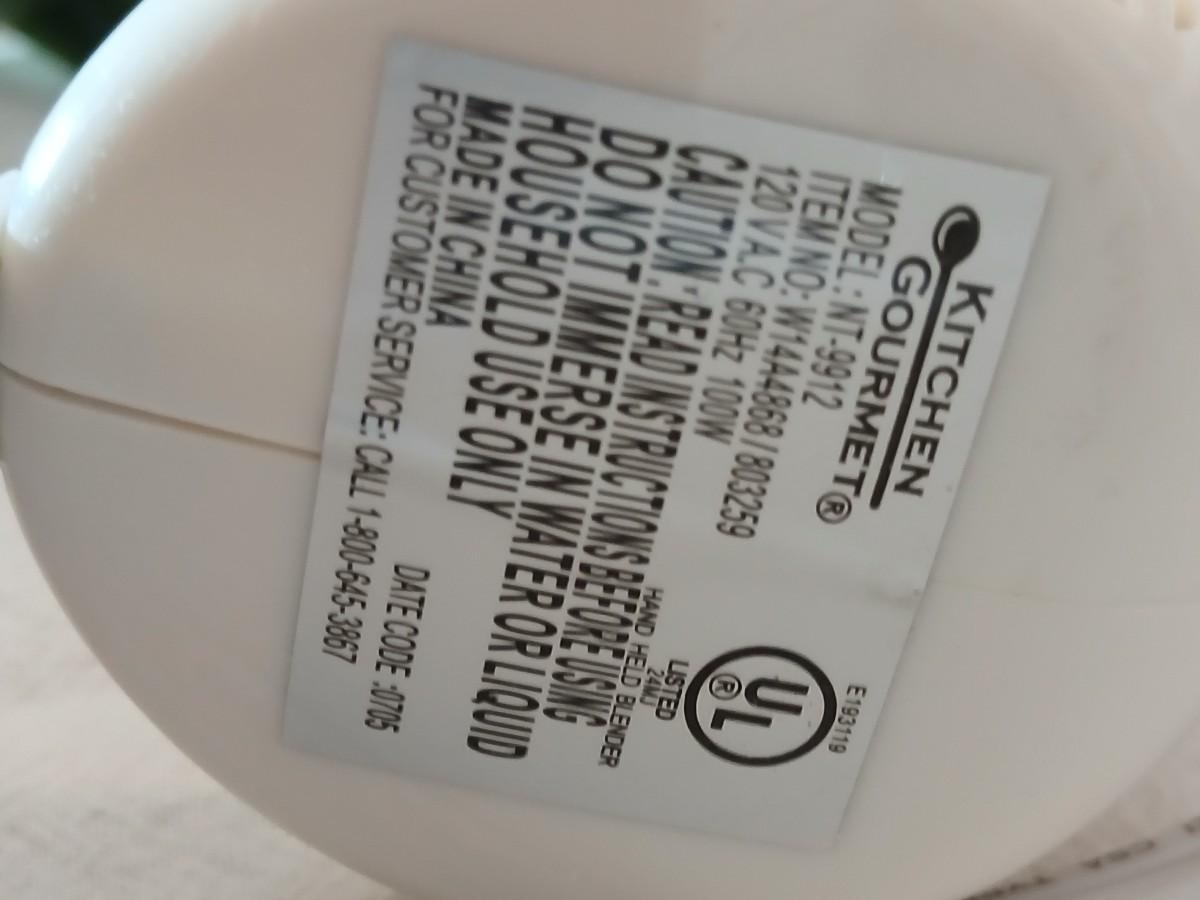 KITCHEN
GOURMET®
MODEL: NT-9912
ITEM NO: W14A4868 / 803259
120 V A.C 60Hz 100W
CAUTION: READ INSTRUCTIONS BEFORE USING
DO NOT IMMERSE IN WATER OR LIQUID
HOUSEHOLD USE ONLY
MADE IN CHINA
DATE CODE :0705
FOR CUSTOMER SERVICE: CALL 1-800-645-3867
E193119
UL®
LISTED
24WJ
HAND HELD BLENDER